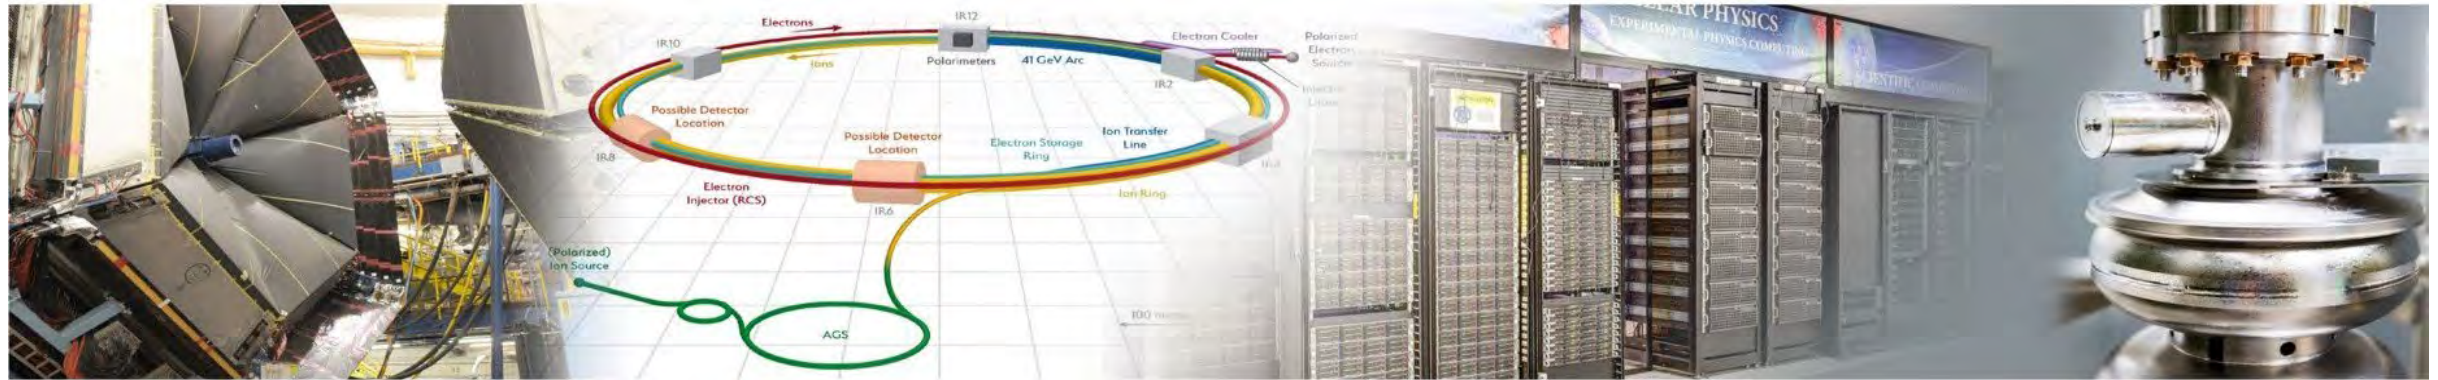 Electrons
IR12
IR10
Ions
Polarimeters
41 GeV Arc
Electron Cooler
Polarized
Electron
Source
IR2
Possible Detector
Location
IR8
Possible Detector
Location
Electron Storage
Ring
Ion Transfer
Line
Electron
Injector (RCS)
IR6
Ion Ring
(Polarized)
Ion Source
AGS
100
PHYSICS
EXPERIMENTAL PHYSICS COMPUTING
SCIENTIFIC